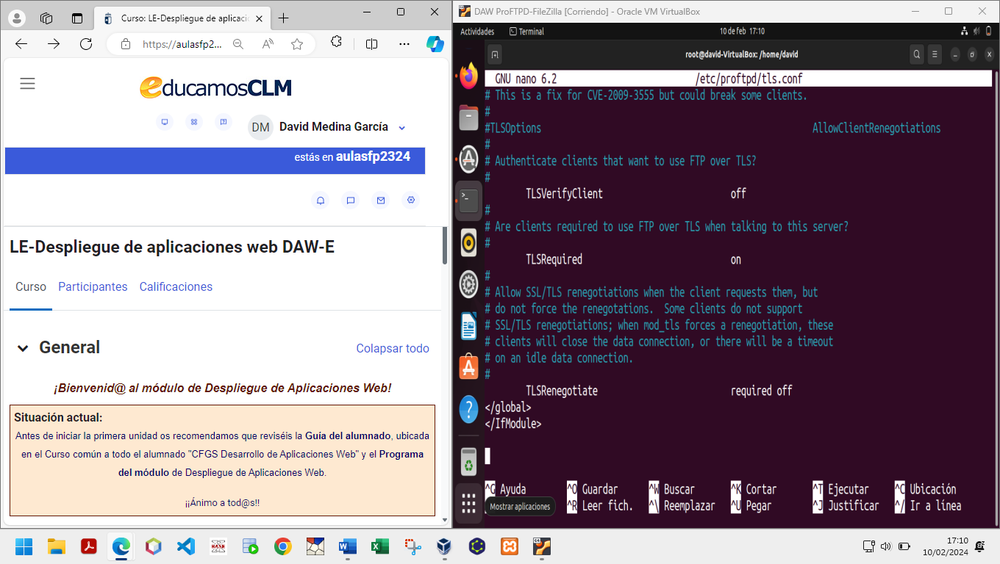 Curso: LE-Despliegue de aplicacio
https://aulasfp2...
educamosCLM
DM David Medina García
estás en aulasfp2324
LE-Despliegue de aplicaciones web DAW-E
Curso Participantes Calificaciones
General Colapsar todo
¡Bienvenid@ al módulo de Despliegue de Aplicaciones Web!
Situación actual:
Antes de iniciar la primera unidad os recomendamos que reviséis la Guía del alumnado, ubicada
en el Curso común a todo el alumnado "CFGS Desarrollo de Aplicaciones Web" y el Programa
del módulo de Despliegue de Aplicaciones Web.
¡¡Ánimo a tod@s!!
DAW ProFTPD-FileZilla [Corriendo] - Oracle VM VirtualBox
Actividades Terminal 10 de feb 17:10
root@david-VirtualBox: /home/david
GNU nano 6.2 /etc/proftpd/tls.conf
# This is a fix for CVE-2009-3555 but could break some clients.
#
#TLSOptions AllowClientRenegotiations
#
# Authenticate clients that want to use FTP over TLS?
#
TLSVerifyClient off
#
# Are clients required to use FTP over TLS when talking to this server?
#
TLSRequired on
#
# Allow SSL/TLS renegotiations when the client requests them, but
# do not force the renegotations. Some clients do not support
# SSL/TLS renegotiations; when mod_tls forces a renegotiation, these
# clients will close the data connection, or there will be a timeout
# on an idle data connection.
#
TLSRenegotiate required off
</global>
</IfModule>
^G Ayuda ^O Guardar ^W Buscar ^K Cortar ^T Ejecutar ^C Ubicación
^R Leer fich. ^\ Reemplazar ^U Pegar ^J Justificar ^/ Ir a línea
Mostrar aplicaciones
17:10
10/02/2024